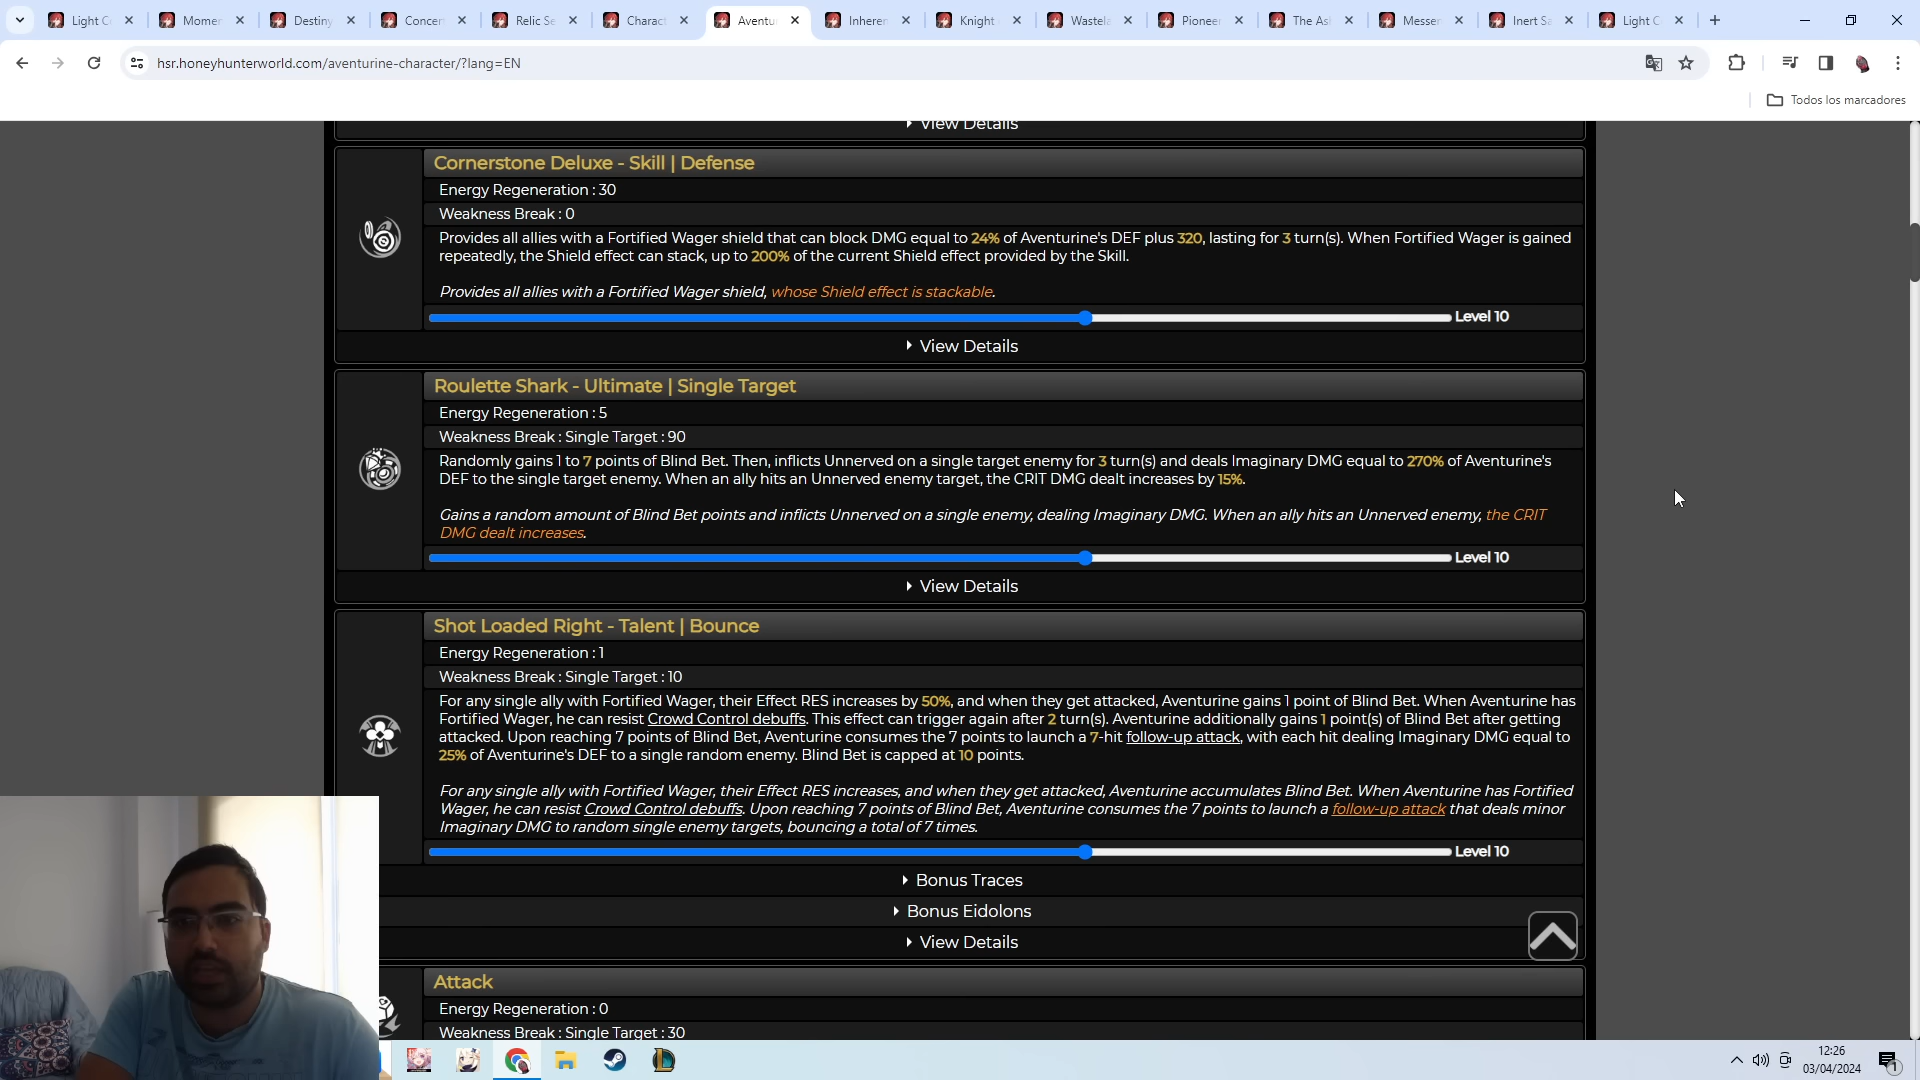 Light C
Momen
Destiny
Concen
Relic Se
Charact
Aventu
Inheren
Knight
Wastela
Pioneer
The As
Messen
Inert Sa
Light C
hsr.honeyhunterworld.com/aventurine-character/?lang=EN
Todos los marcadores
View Details
Cornerstone Deluxe - Skill | Defense
Energy Regeneration : 30
Weakness Break : 0
Provides all allies with a Fortified Wager shield that can block DMG equal to 24% of Aventurine's DEF plus 320, lasting for 3 turn(s). When Fortified Wager is gained
repeatedly, the Shield effect can stack, up to 200% of the current Shield effect provided by the Skill.
Provides all allies with a Fortified Wager shield, whose Shield effect is stackable.
Level 10
View Details
Roulette Shark - Ultimate | Single Target
Energy Regeneration : 5
Weakness Break : Single Target : 90
Randomly gains 1 to 7 points of Blind Bet. Then, inflicts Unnerved on a single target enemy for 3 turn(s) and deals Imaginary DMG equal to 270% of Aventurine's
DEF to the single target enemy. When an ally hits an Unnerved enemy target, the CRIT DMG dealt increases by 15%.
Gains a random amount of Blind Bet points and inflicts Unnerved on a single enemy, dealing Imaginary DMG. When an ally hits an Unnerved enemy, the CRIT
DMG dealt increases.
Level 10
View Details
Shot Loaded Right - Talent | Bounce
Energy Regeneration : 1
Weakness Break : Single Target : 10
For any single ally with Fortified Wager, their Effect RES increases by 50%, and when they get attacked, Aventurine gains 1 point of Blind Bet. When Aventurine has
Fortified Wager, he can resist Crowd Control debuffs. This effect can trigger again after 2 turn(s). Aventurine additionally gains 1 point(s) of Blind Bet after getting
attacked. Upon reaching 7 points of Blind Bet, Aventurine consumes the 7 points to launch a 7-hit follow-up attack, with each hit dealing Imaginary DMG equal to
25% of Aventurine's DEF to a single random enemy. Blind Bet is capped at 10 points.
For any single ally with Fortified Wager, their Effect RES increases, and when they get attacked, Aventurine accumulates Blind Bet. When Aventurine has Fortified
Wager, he can resist Crowd Control debuffs. Upon reaching 7 points of Blind Bet, Aventurine consumes the 7 points to launch a follow-up attack that deals minor
Imaginary DMG to random single enemy targets, bouncing a total of 7 times.
Level 10
Bonus Traces
Bonus Eidolons
View Details
Attack
Energy Regeneration : 0
Weakness Break : Single Target : 30
12:26
03/04/2024
1